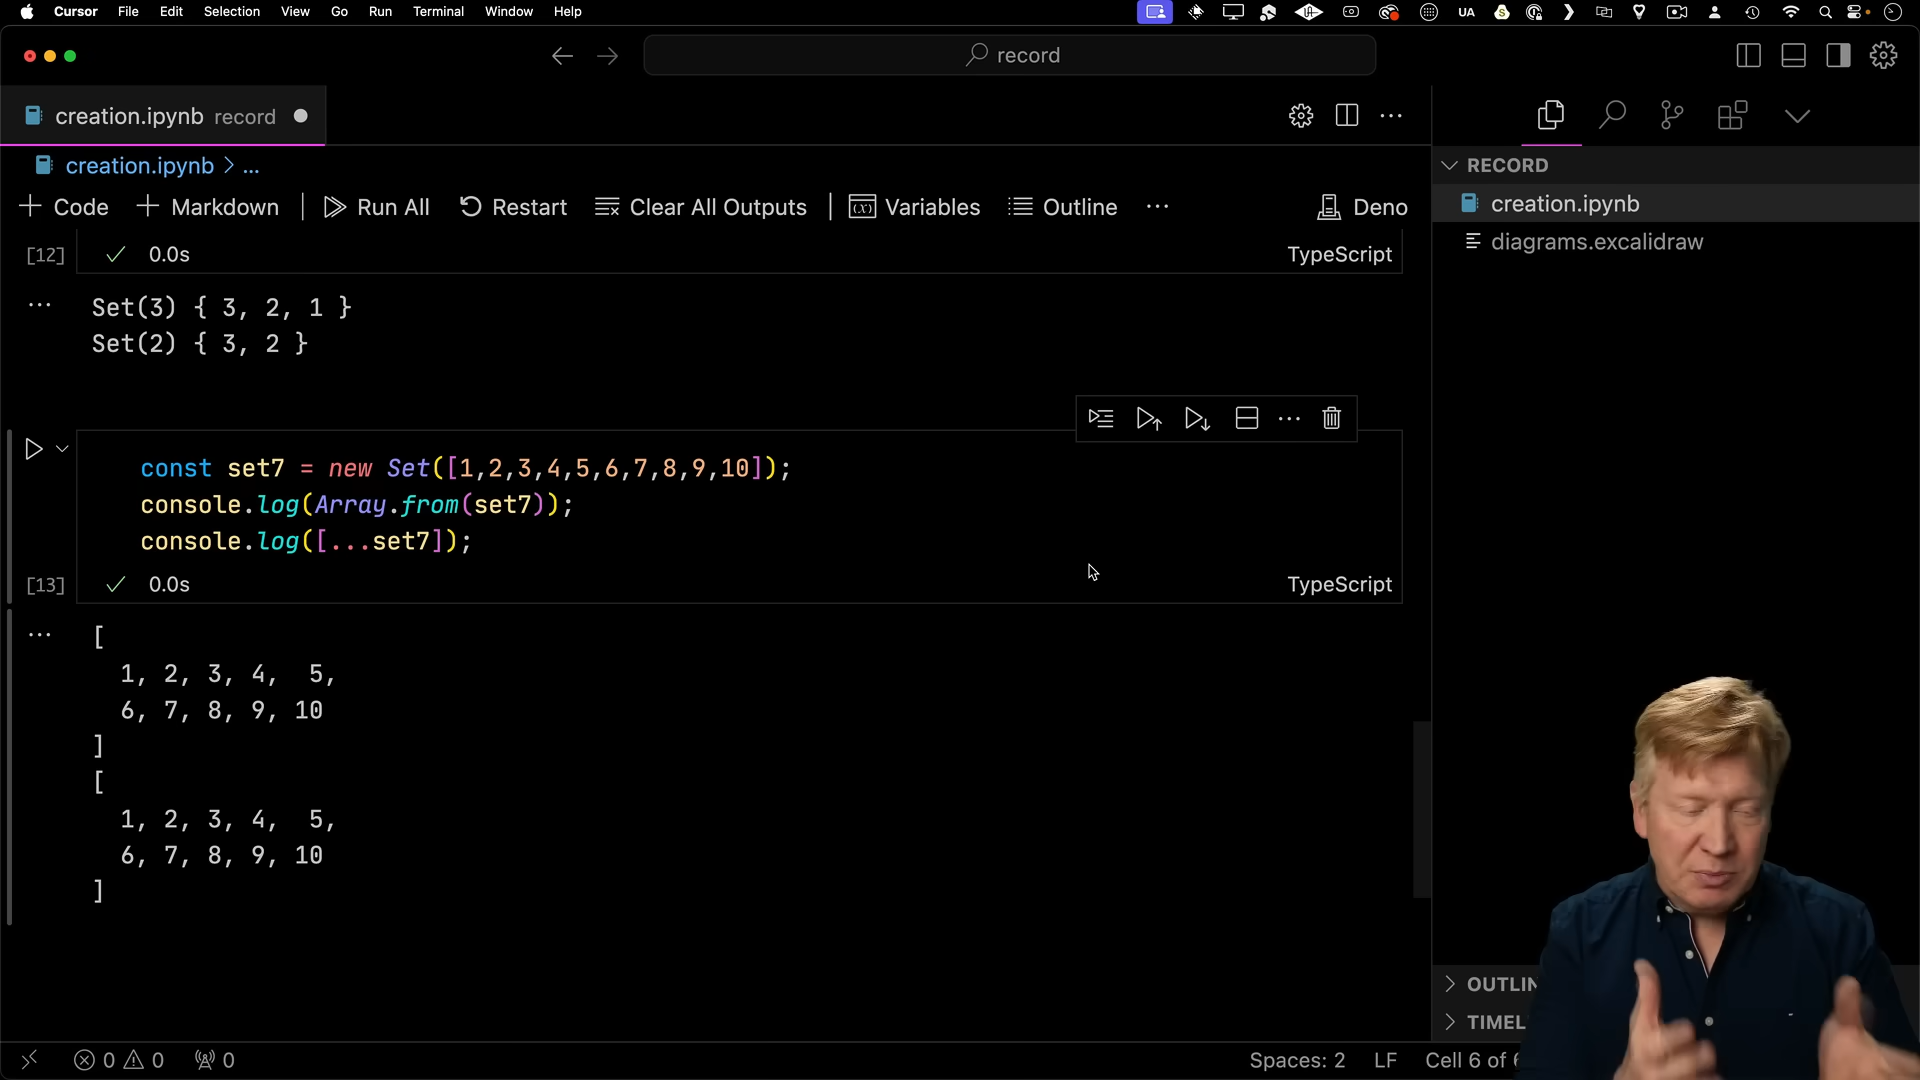 Cursor File Edit Selection View Go Run Terminal Window Help
UA
record
creation.ipynb record
creation.ipynb > ...
Code Markdown Run All Restart Clear All Outputs Variables Outline ... Deno
RECORD
creation.ipynb
diagrams.excalidraw
[12] 0.0s TypeScript
Set(3) { 3, 2, 1 }
Set(2) { 3, 2 }
const set7 = new Set([1,2,3,4,5,6,7,8,9,10]);
console.log(Array.from(set7));
console.log([...set7]);
[13] 0.0s TypeScript
[
1, 2, 3, 4, 5,
6, 7, 8, 9, 10
]
[
1, 2, 3, 4, 5,
6, 7, 8, 9, 10
]
OUTLIN
TIMEL
0 0 0 Spaces: 2 LF Cell 6 of